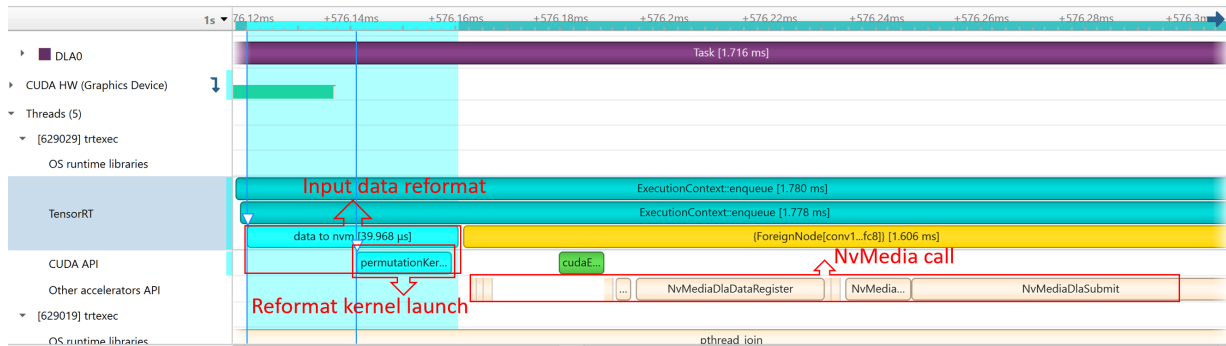 1s ▾ 76.12ms +576.14ms +576.16ms +576.18ms +576.2ms +576.22ms +576.24ms +576.26ms +576.28ms +576.3m
DLA0
Task [1.716 ms]
CUDA HW (Graphics Device)
Threads (5)
[629029] trtexec
OS runtime libraries
TensorRT
Input data reformat
ExecutionContext::enqueue [1.780 ms]
ExecutionContext::enqueue [1.778 ms]
data to nvm [39.968 µs]
{ForeignNode[conv1...fc8]} [1.606 ms]
CUDA API
permutationKer...
cudaE...
NvMedia call
Other accelerators API
...
NvMediaDlaDataRegister
NvMedia...
NvMediaDlaSubmit
Reformat kernel launch
[629019] trtexec
OS runtime libraries
pthread_join